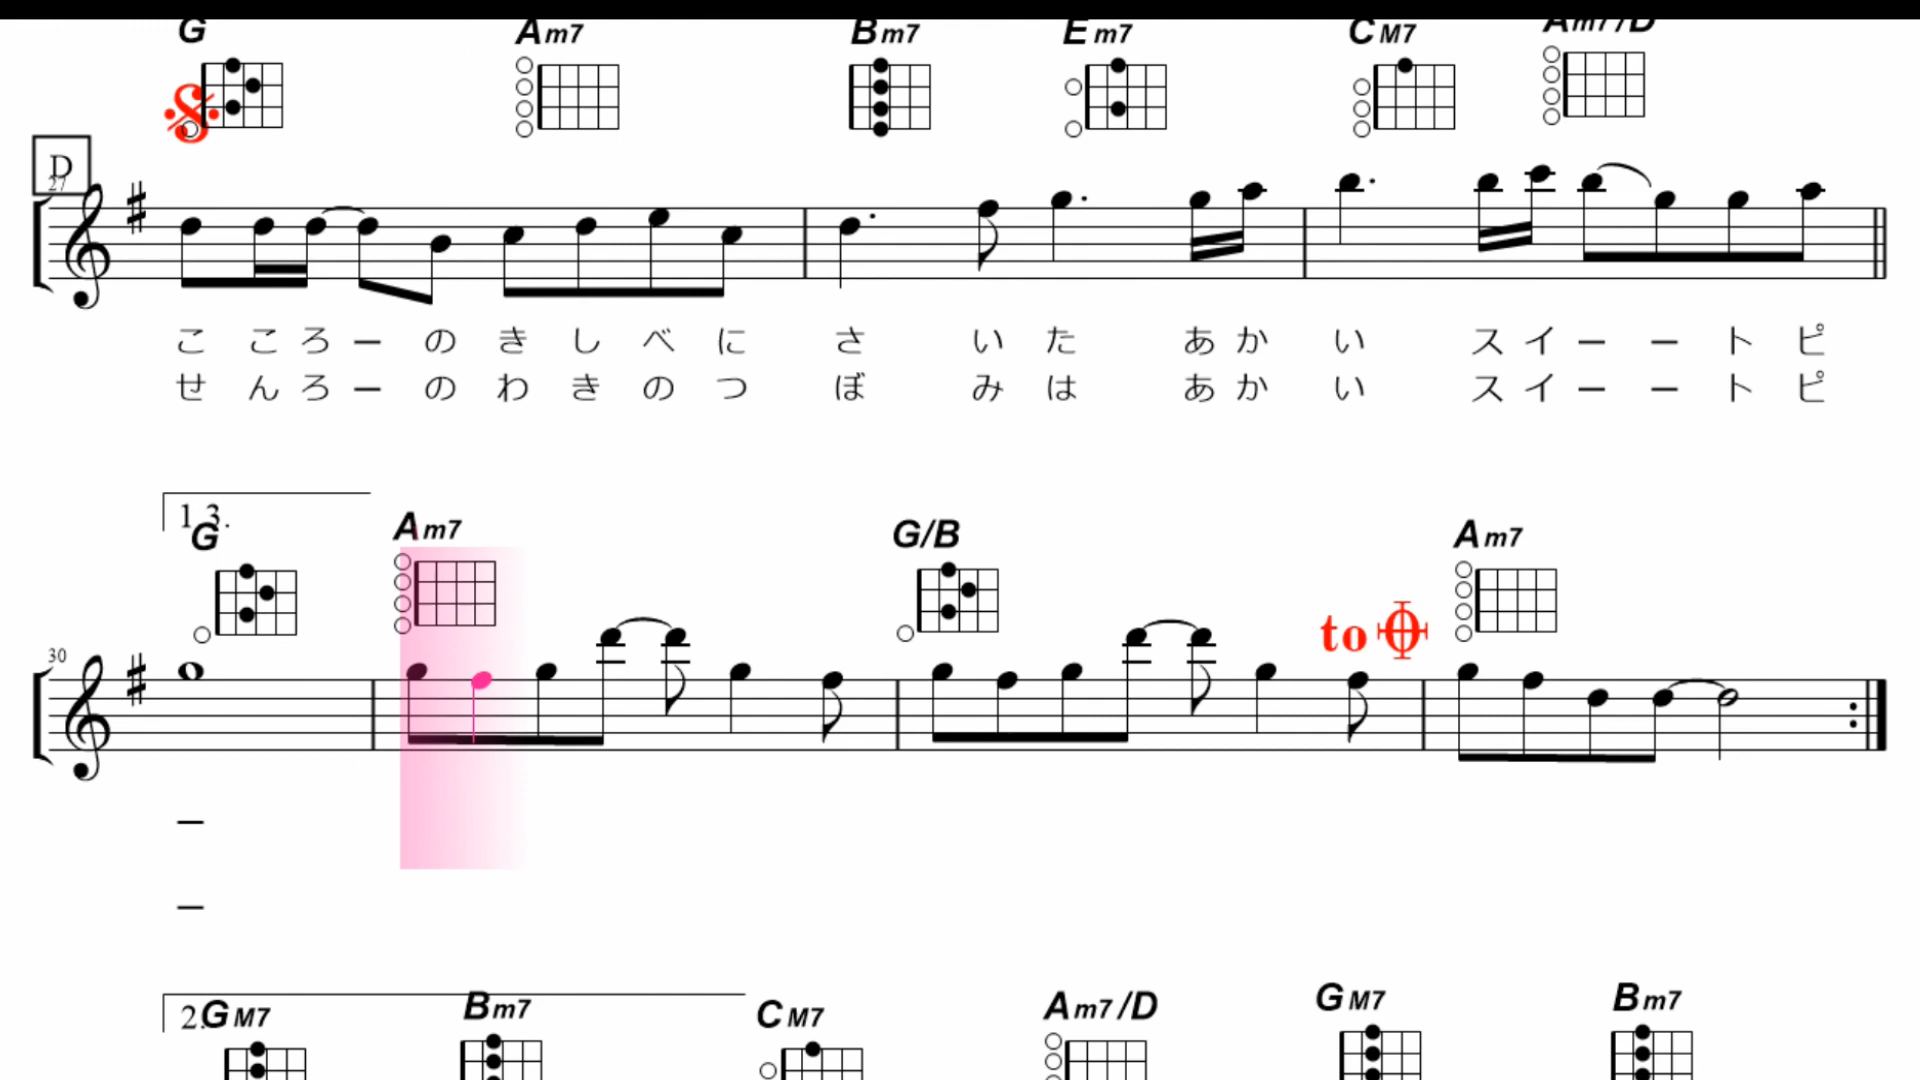 G Am7 Bm7 Em7 CM7 Am7/D
D
27
こ こ ろ ー の き し べ に さ い た あ か い ス イ ー ー ト ピ
せ ん ろ ー の わ き の つ ぼ み は あ か い ス イ ー ー ト ピ
1.3.
G Am7 G/B Am7
to
30
ー
ー
2.
GM7 Bm7 CM7 Am7/D GM7 Bm7